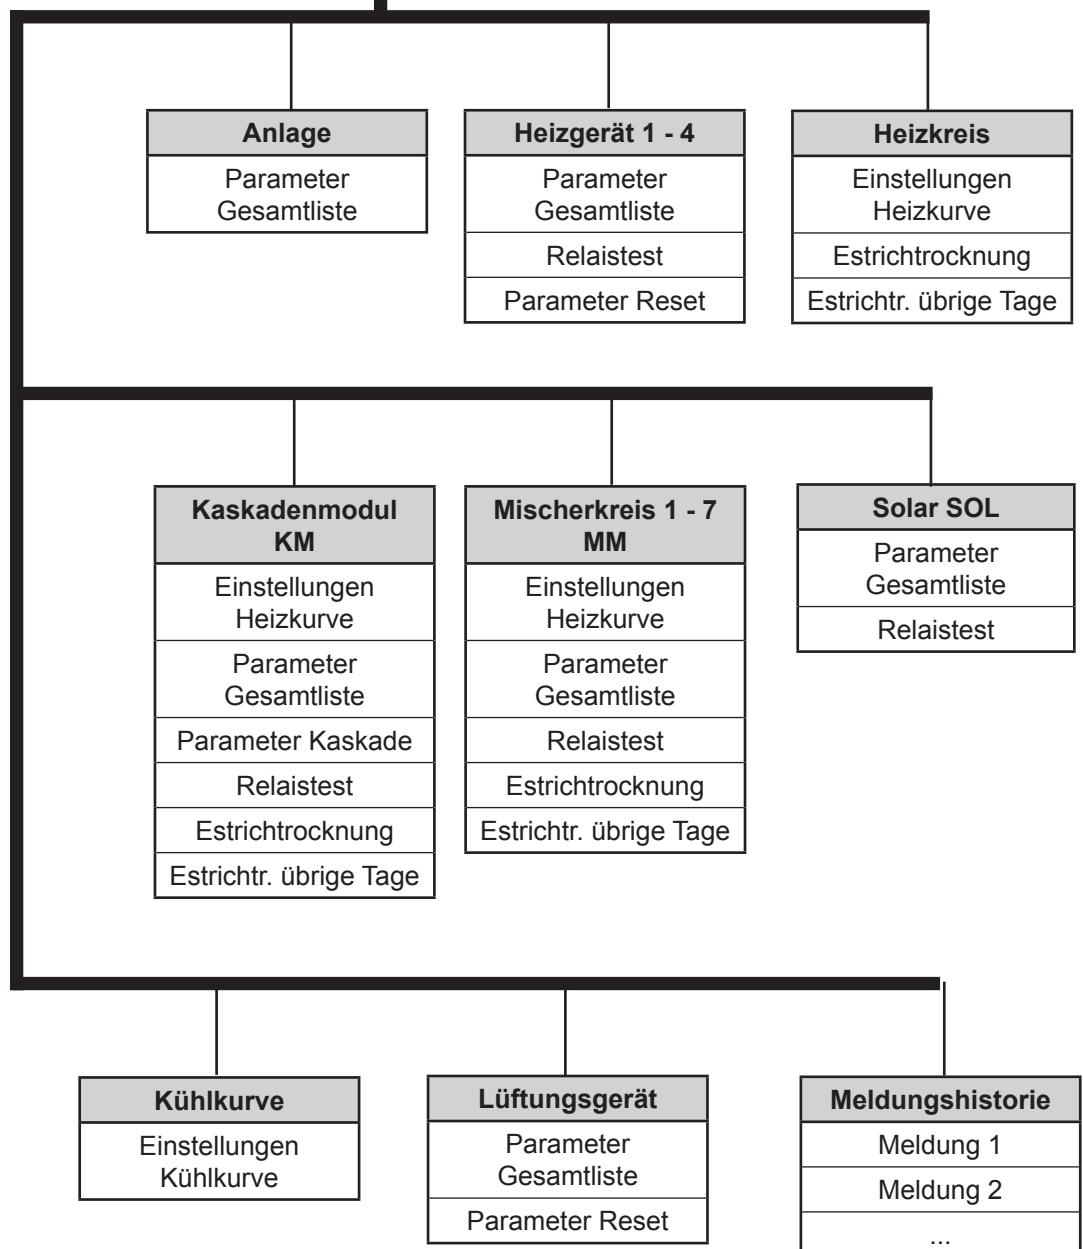 Anlage
Parameter
Gesamtliste
Heizgerät 1 - 4
Parameter
Gesamtliste
Relaistest
Parameter Reset
Heizkreis
Einstellungen
Heizkurve
Estrichtrocknung
Estrichtr. übrige Tage
Kaskadenmodul
KM
Einstellungen
Heizkurve
Parameter
Gesamtliste
Parameter Kaskade
Relaistest
Estrichtrocknung
Estrichtr. übrige Tage
Mischerkreis 1 - 7
MM
Einstellungen
Heizkurve
Parameter
Gesamtliste
Relaistest
Estrichtrocknung
Estrichtr. übrige Tage
Solar SOL
Parameter
Gesamtliste
Relaistest
Kühlkurve
Einstellungen
Kühlkurve
Lüftungsgerät
Parameter
Gesamtliste
Parameter Reset
Meldungshistorie
Meldung 1
Meldung 2
...